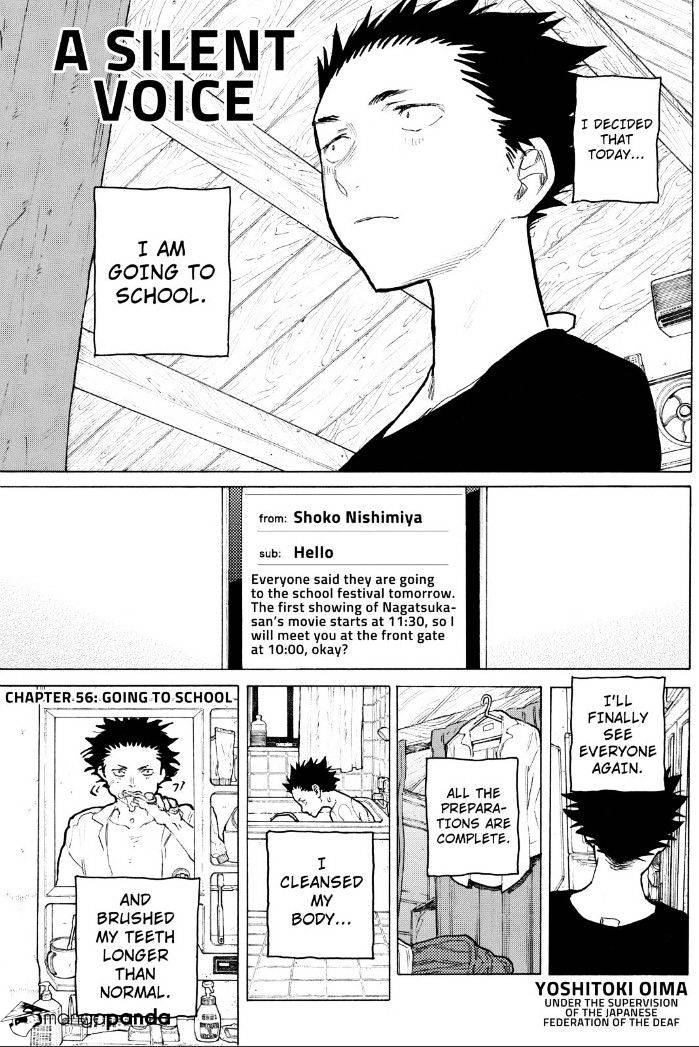 A SILENT
VOICE
I DECIDED
THAT
TODAY...
I AM
GOING TO
SCHOOL.
from: Shoko Nishimiya
sub: Hello
Everyone said they are going
to the school festival tomorrow.
The first showing of Nagatsuka-
san's movie starts at 11:30, so I
will meet you at the front gate
at 10:00, okay?
CHAPTER 56: GOING TO SCHOOL
I'LL
FINALLY
SEE
EVERYONE
AGAIN.
ALL THE
PREPARA-
TIONS ARE
COMPLETE.
I
CLEANSED
MY
BODY...
AND
BRUSHED
MY TEETH
LONGER
THAN
NORMAL.
YOSHITOKI OIMA
UNDER THE SUPERVISION
OF THE JAPANESE
FEDERATION OF THE DEAF
mangapanda